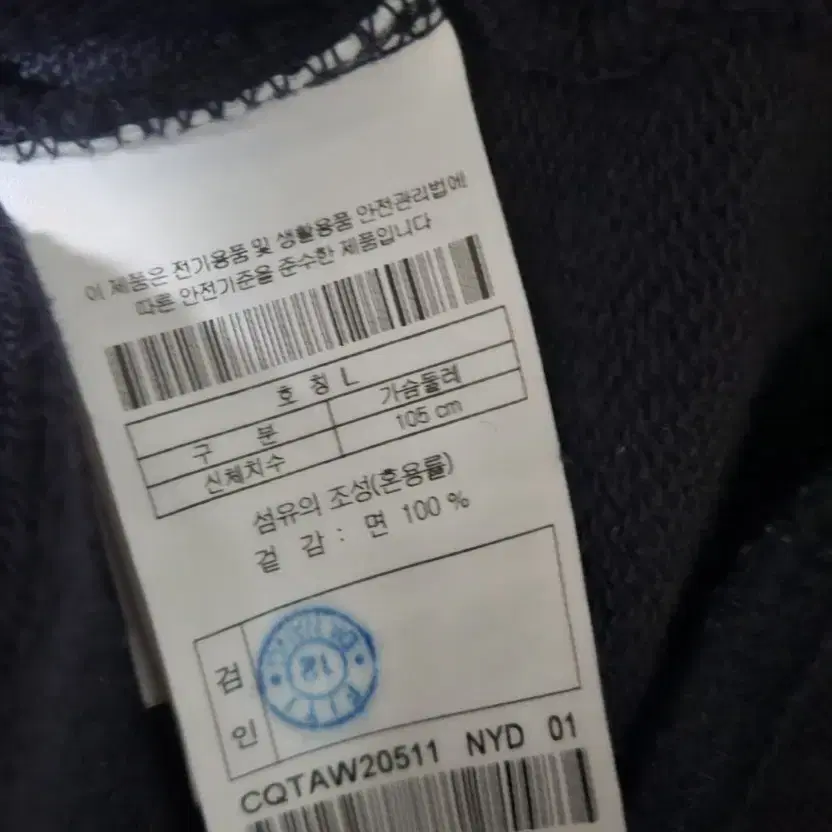 이 제품은 전기용품 및 생활용품 안전관리법에
따른 안전기준을 준수한 제품입니다
호 칭 L
구 분 가슴둘레
신체치수 105 cm
섬유의 조성(혼용률)
겉 감 : 면 100 %
검
인
12
CQTAW20511 NYD 01